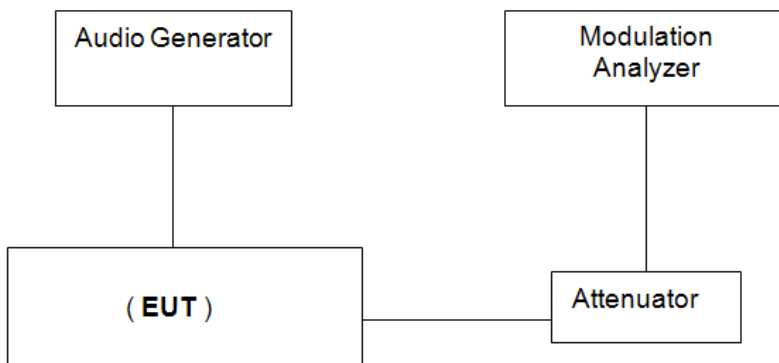 Audio Generator
Modulation
Analyzer
( EUT )
Attenuator